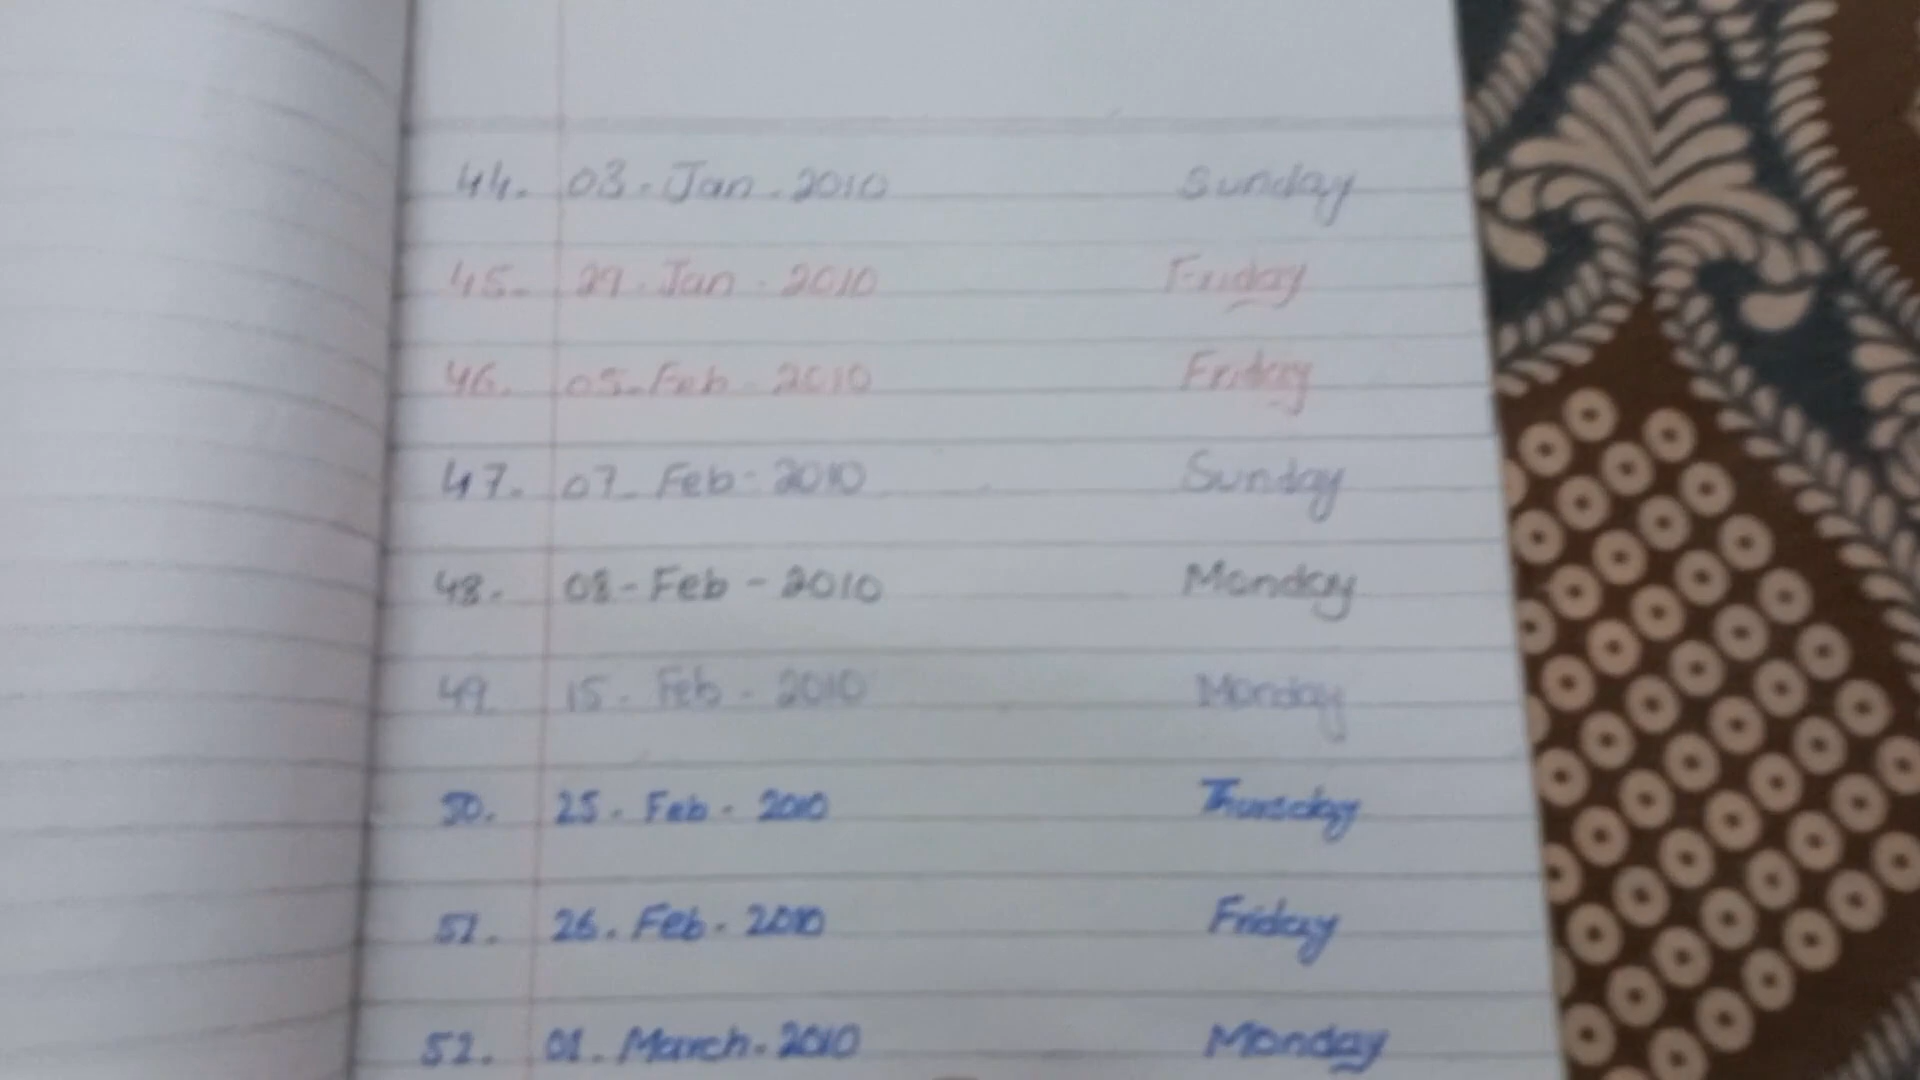 44. 03. Jan. 2010 Sunday
45. 29. Jan. 2010 Friday
46. 05. Feb 2010 Friday
47. 07. Feb - 2010 Sunday
48. 08 - Feb - 2010 Monday
49 15. Feb - 2010 Monday
50. 25. Feb - 2010 Thursday
51. 26. Feb. 2010 Friday
52. 01. March. 2010 Monday